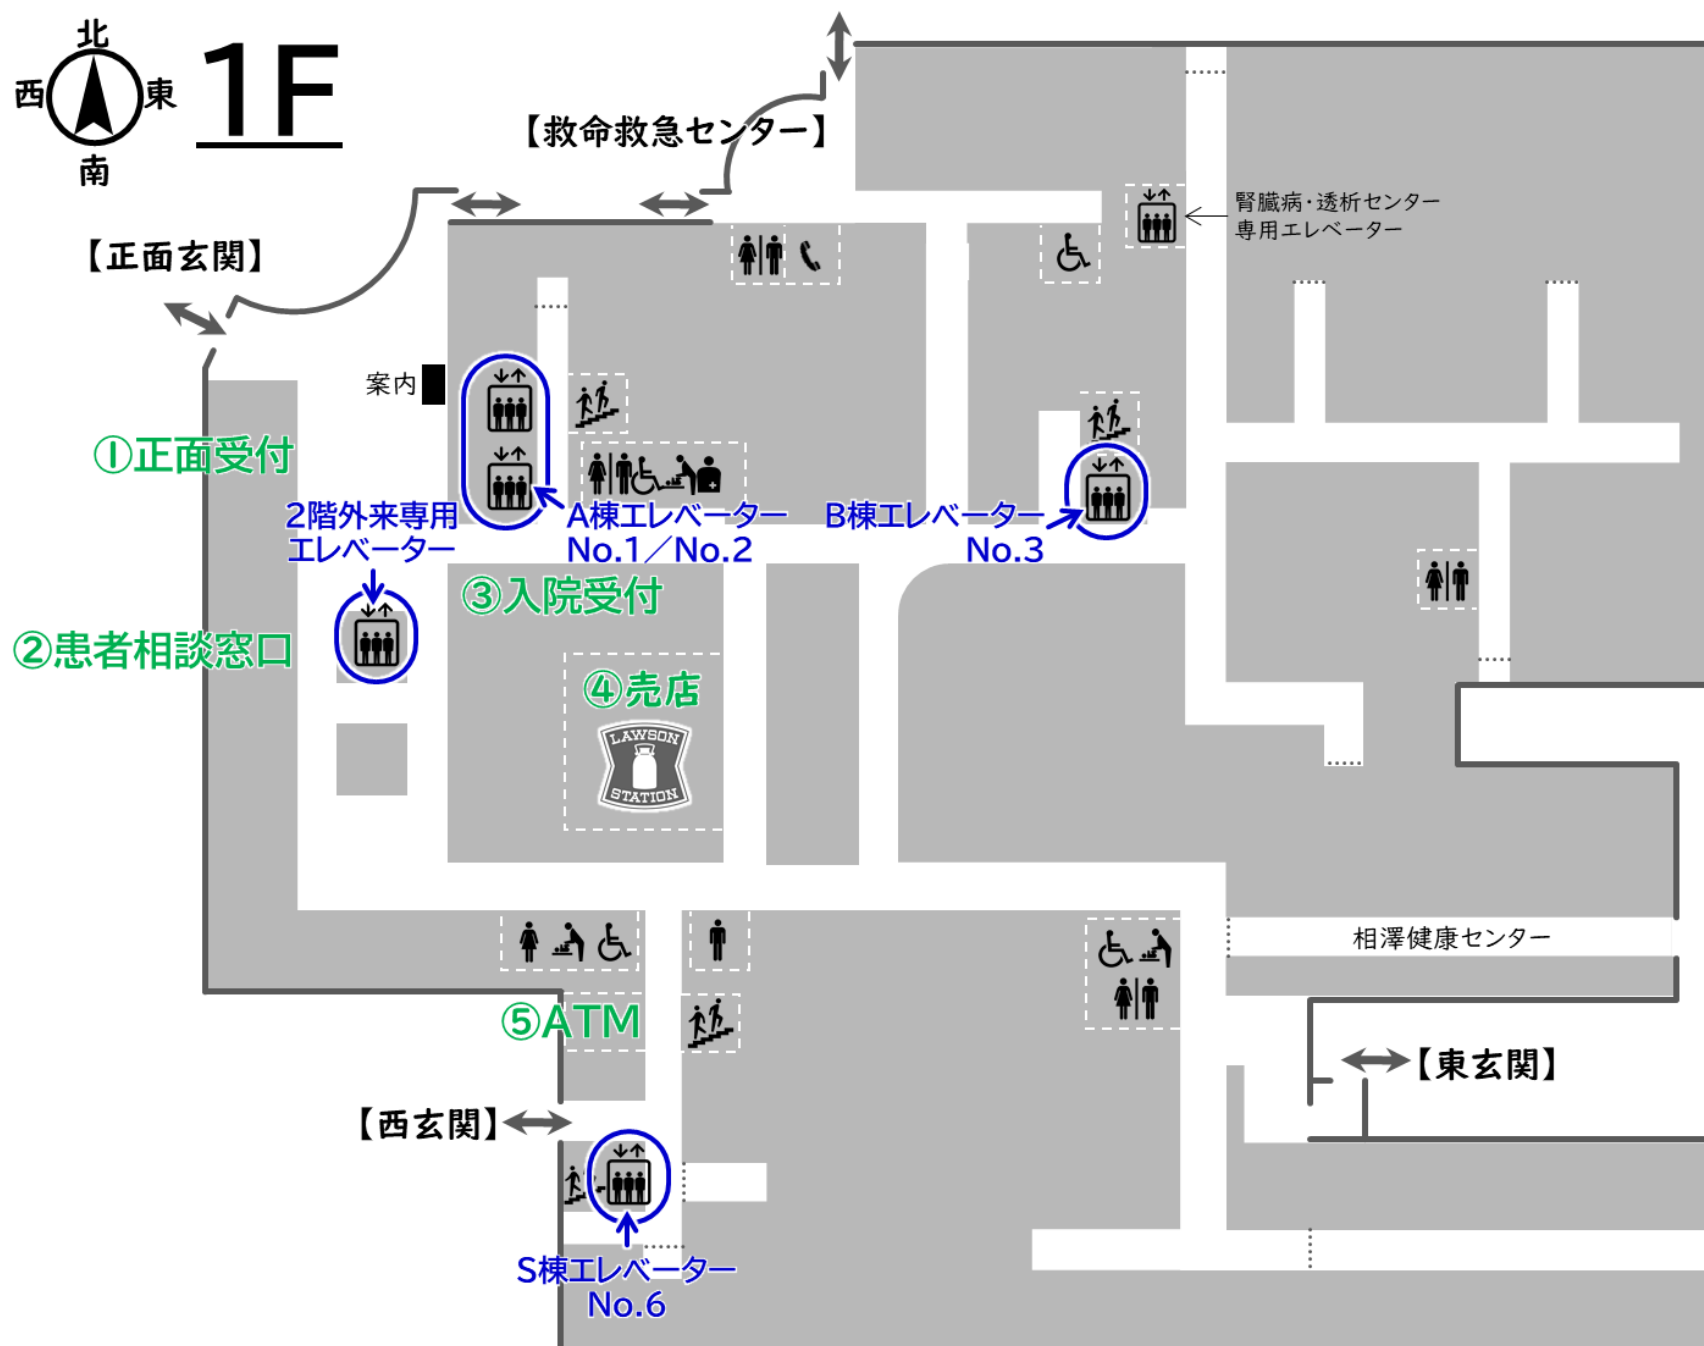 北
西
東
南
1F
【救命救急センター】
腎臓病・透析センター
専用エレベーター
【正面玄関】
案内
①正面受付
2階外来専用
エレベーター
A棟エレベーター
No.1／No.2
B棟エレベーター
No.3
③入院受付
②患者相談窓口
④売店
LAWSON
STATION
相澤健康センター
⑤ATM
【東玄関】
【西玄関】
S棟エレベーター
No.6